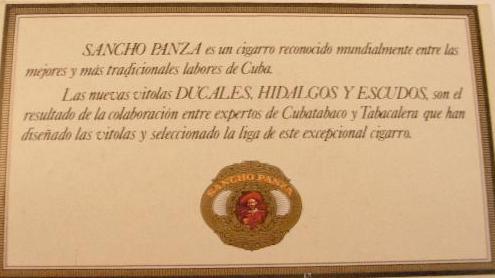 SANCHO PANZA es un cigarro reconocido mundialmente entre las
mejores y más tradicionales labores de Cuba.
Las nuevas vitolas DUCALES, HIDALGOS Y ESCUDOS, son el
resultado de la colaboración entre expertos de Cubatabaco y Tabacalera que han
diseñado las vitolas y seleccionado la liga de este excepcional cigarro.
SANCHO PANZA